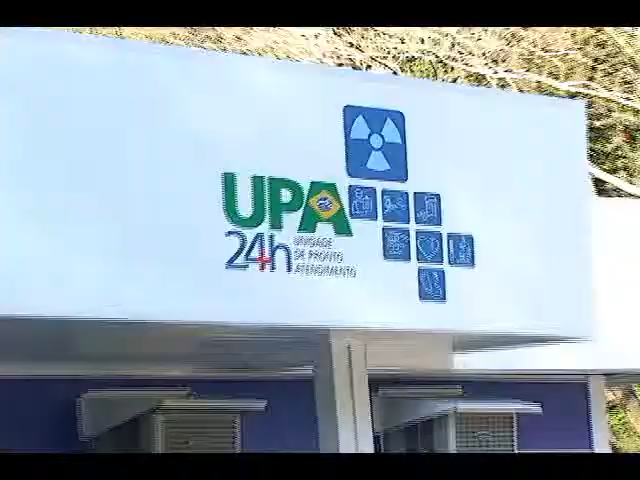 UPA
24h
UNIDADE
DE PRONTO
ATENDIMENTO